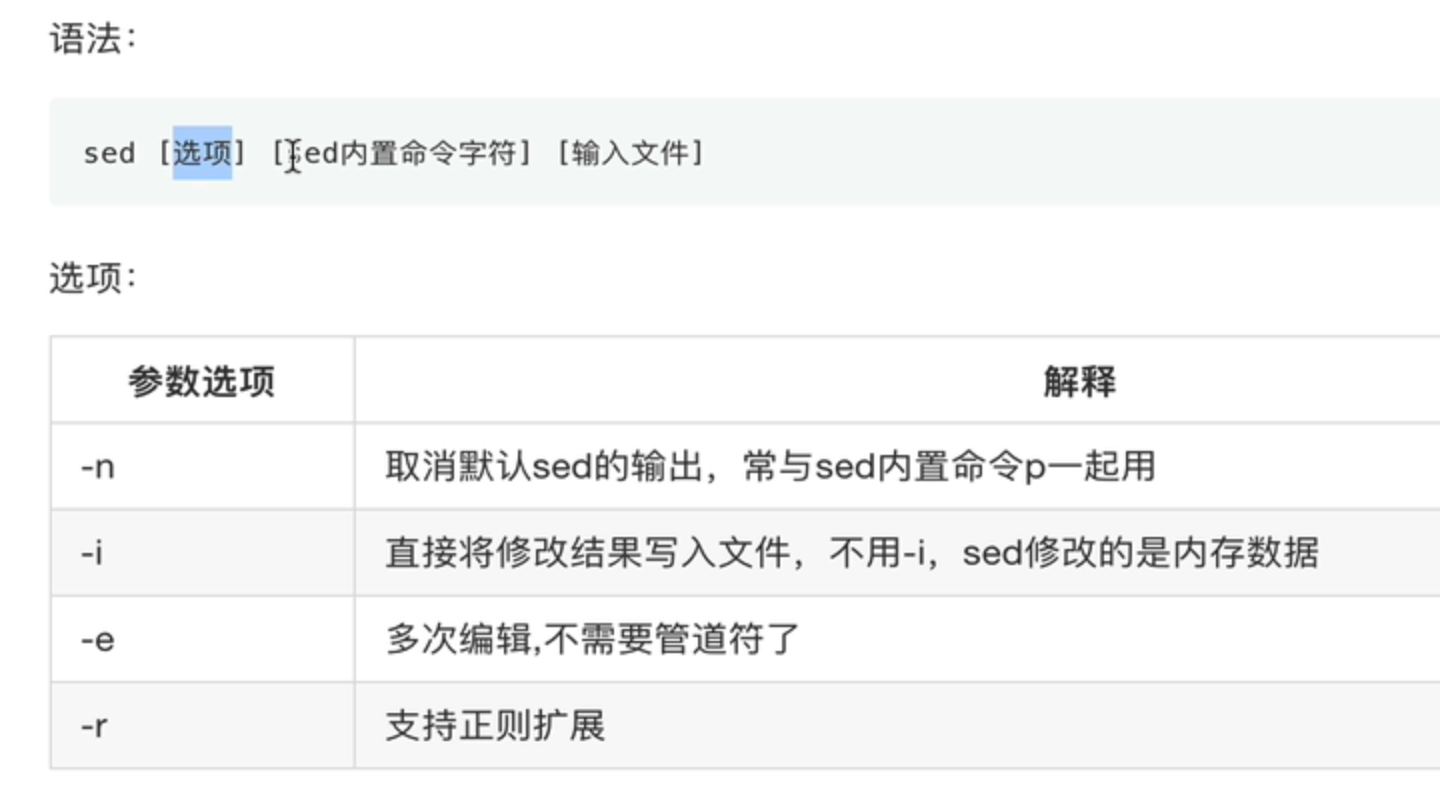 语法：
sed [选项] [sed内置命令字符] [输入文件]
选项：
参数选项 解释
-n 取消默认sed的输出，常与sed内置命令p一起用
-i 直接将修改结果写入文件，不用-i，sed修改的是内存数据
-e 多次编辑,不需要管道符了
-r 支持正则扩展